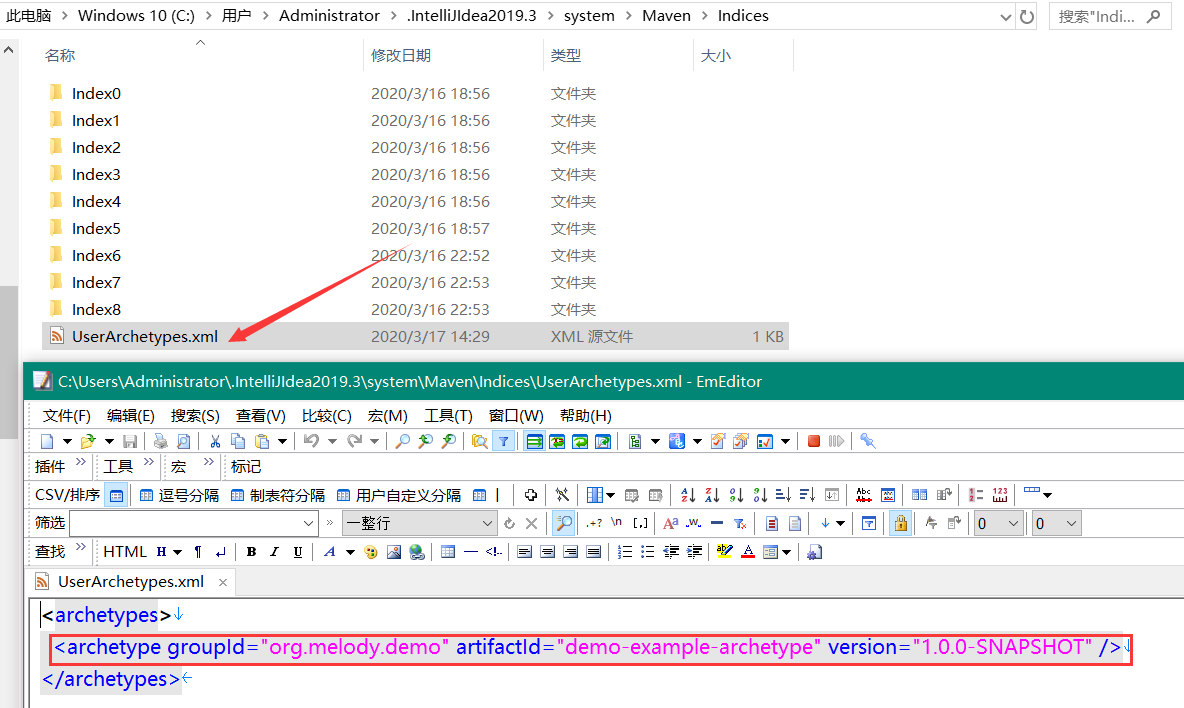 此电脑 > Windows 10 (C:) > 用户 > Administrator > .IntelliJIdea2019.3 > system > Maven > Indices 搜索"Indi...
名称 修改日期 类型 大小
Index0 2020/3/16 18:56 文件夹
Index1 2020/3/16 18:56 文件夹
Index2 2020/3/16 18:56 文件夹
Index3 2020/3/16 18:56 文件夹
Index4 2020/3/16 18:56 文件夹
Index5 2020/3/16 18:57 文件夹
Index6 2020/3/16 22:52 文件夹
Index7 2020/3/16 22:53 文件夹
Index8 2020/3/16 22:53 文件夹
UserArchetypes.xml 2020/3/17 14:29 XML 源文件 1 KB
C:\Users\Administrator\.IntelliJIdea2019.3\system\Maven\Indices\UserArchetypes.xml - EmEditor
文件(F) 编辑(E) 搜索(S) 查看(V) 比较(C) 宏(M) 工具(T) 窗口(W) 帮助(H)
插件 » 工具 » 宏 » 标记
CSV/排序 逗号分隔 制表符分隔 用户自定义分隔
筛选 » 一整行 .+? \n [,] 0 0
查找 » HTML H ¶ B I U A A
UserArchetypes.xml ×
<archetypes>
<archetype groupId="org.melody.demo" artifactId="demo-example-archetype" version="1.0.0-SNAPSHOT" />
</archetypes>